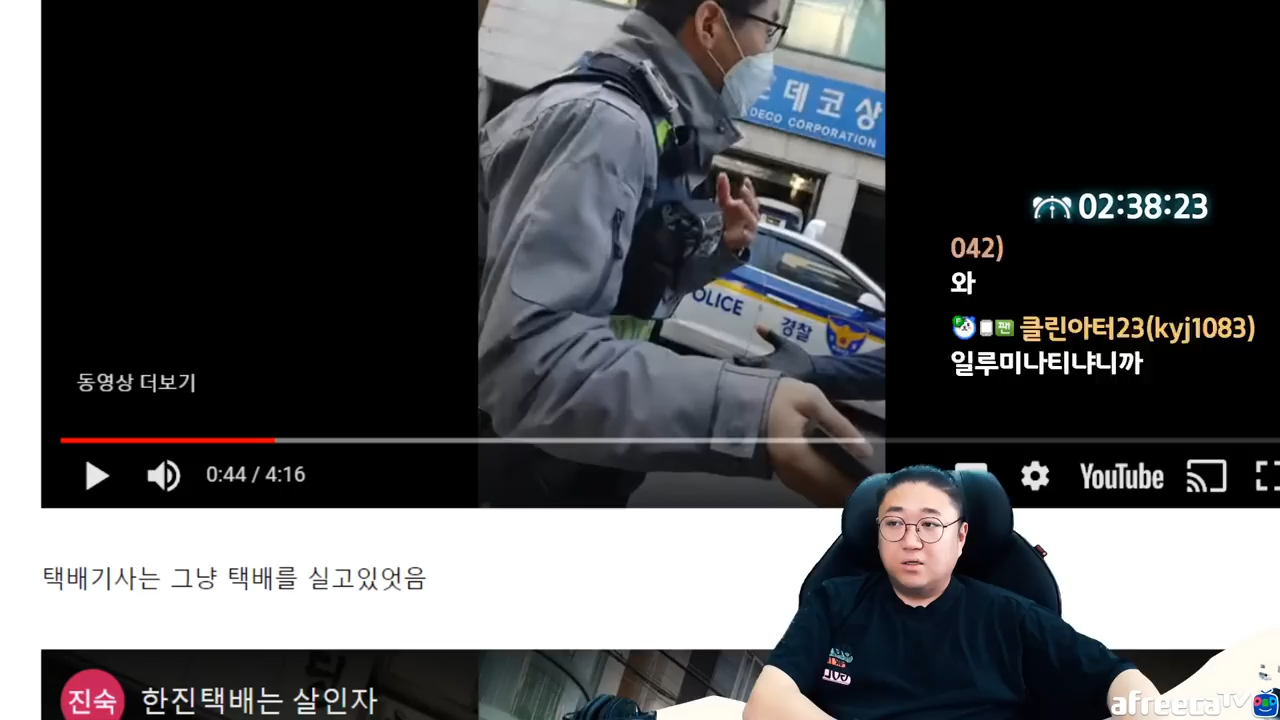 데코상
DECO CORPORATION
POLICE
경찰
02:38:23
042)
와
팬 클린아터23(kyj1083)
일루미나티냐니까
동영상 더보기
0:44 / 4:16
YouTube
택배기사는 그냥 택배를 실고있엇음
진숙 한진택배는 살인자
afreecaTV